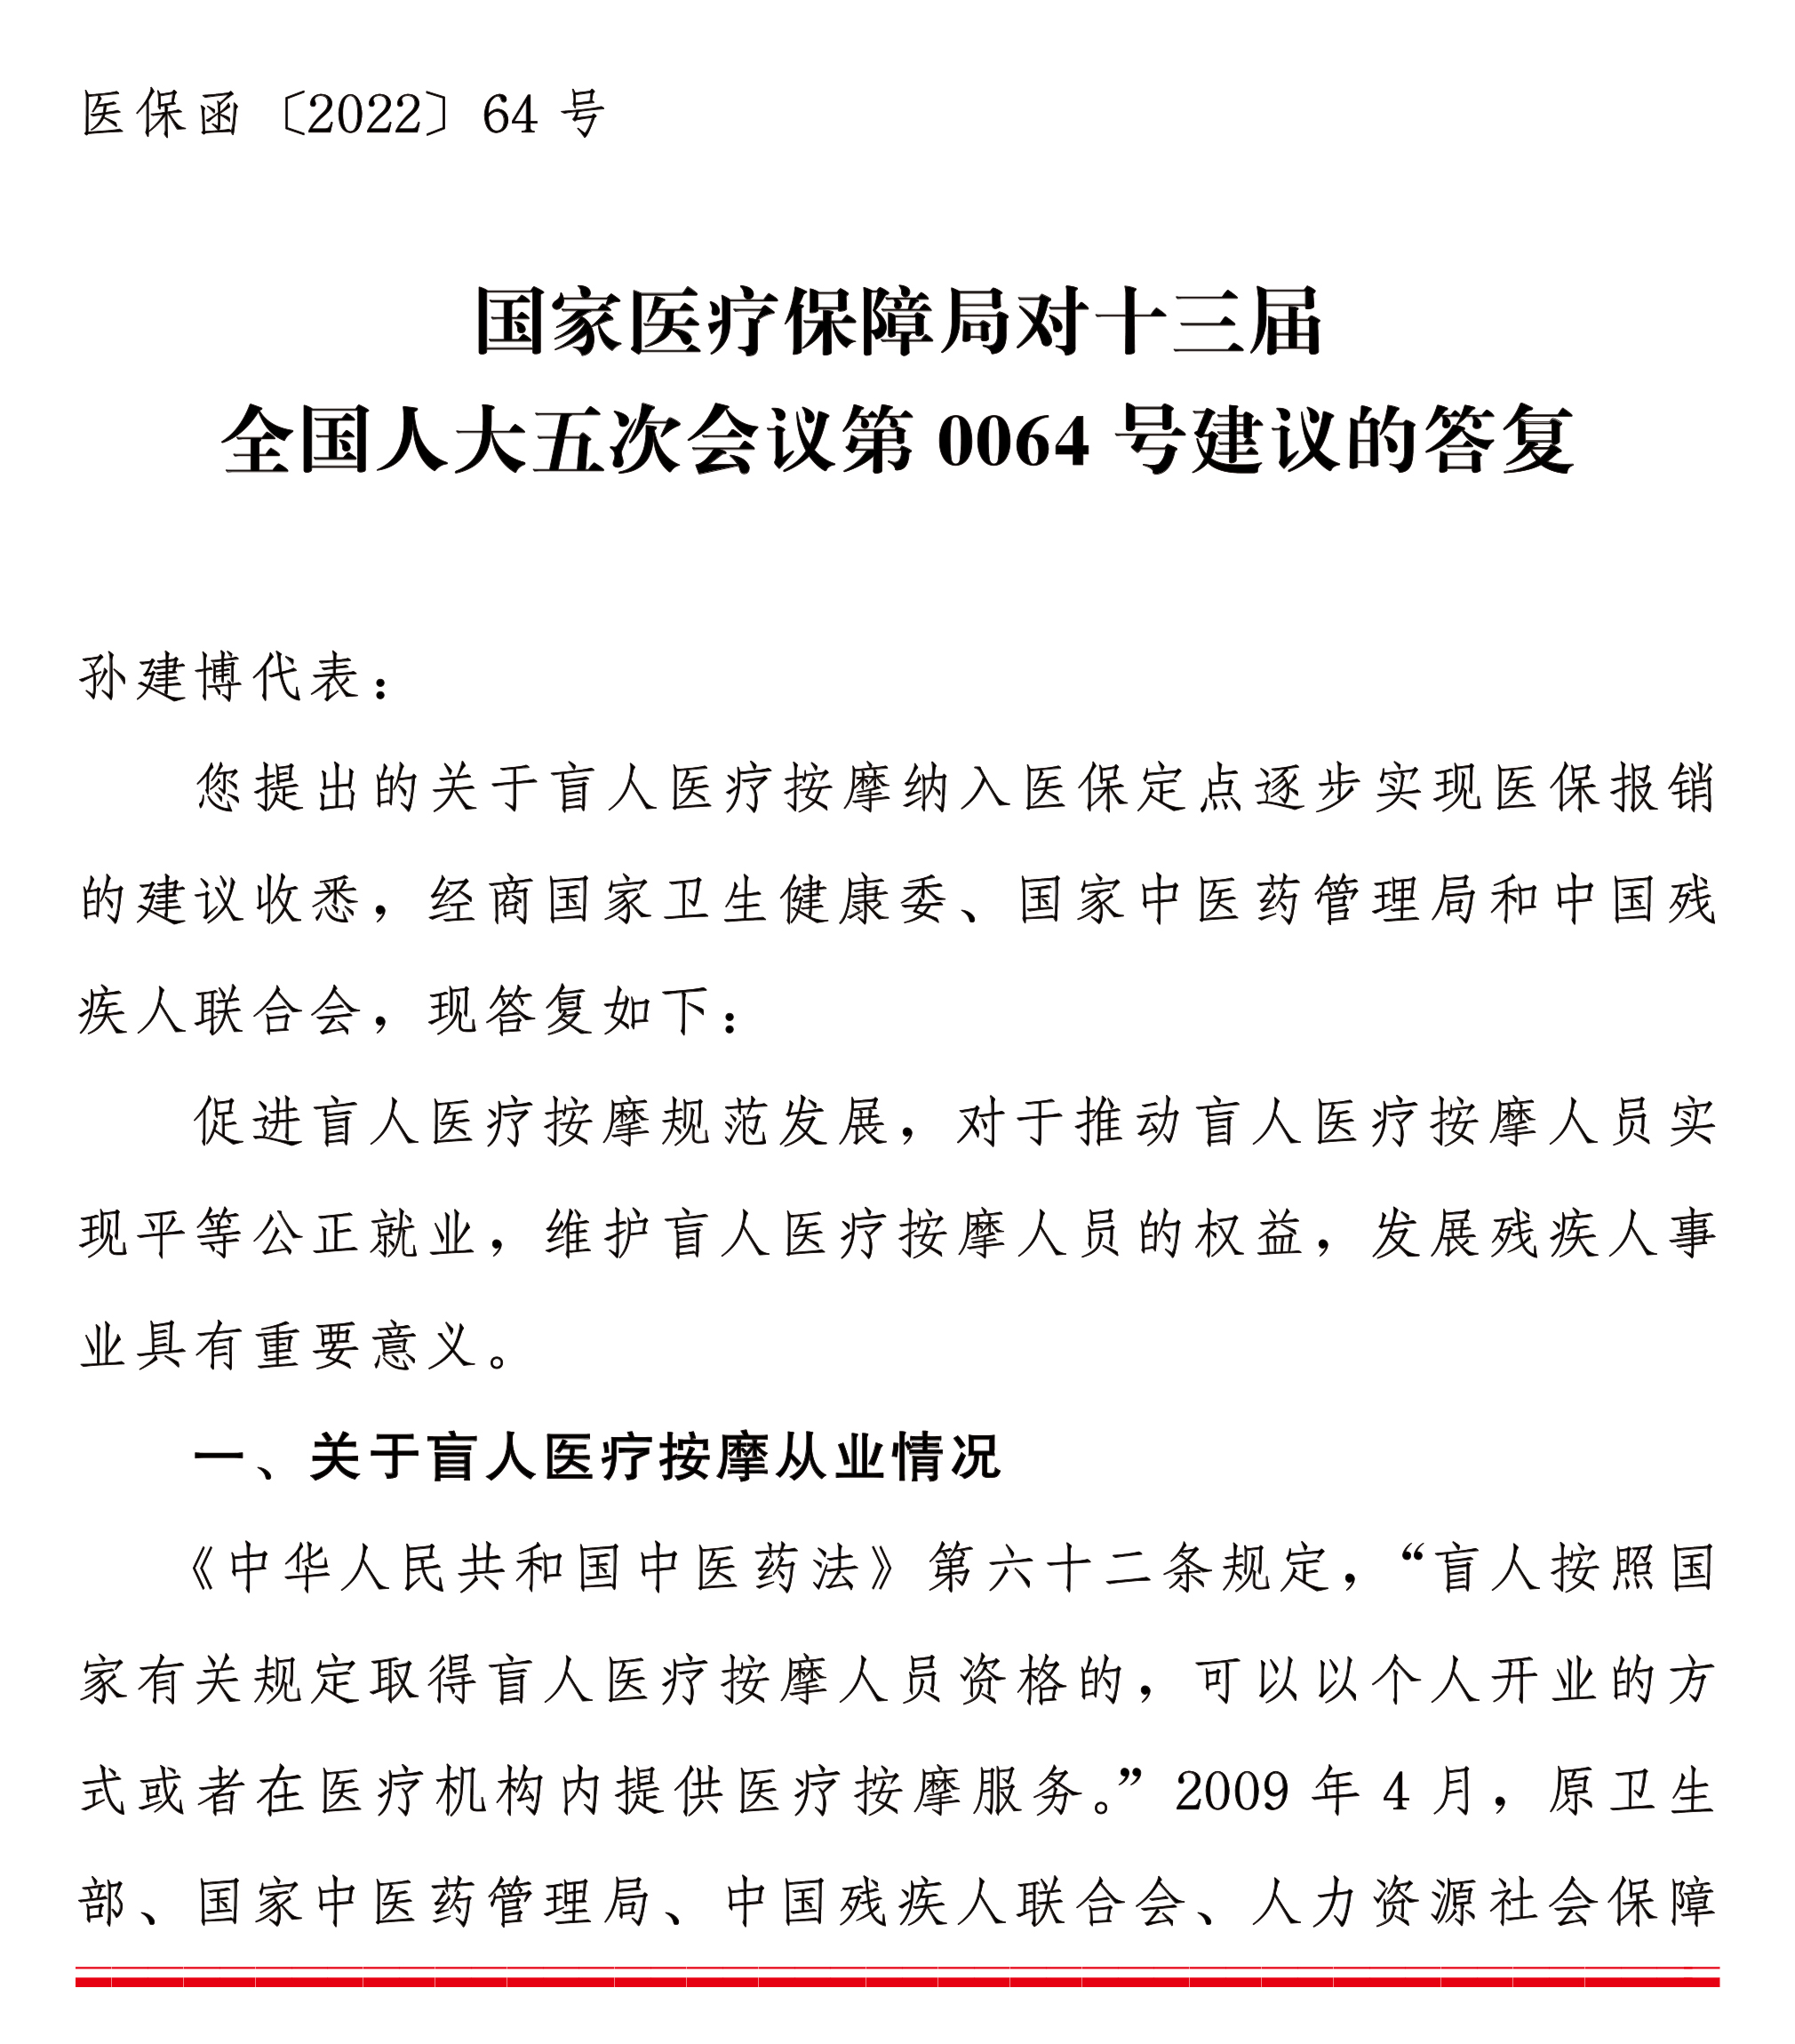 医保函〔2022〕64 号
国家医疗保障局对十三届
全国人大五次会议第 0064 号建议的答复
孙建博代表：
您提出的关于盲人医疗按摩纳入医保定点逐步实现医保报销
的建议收悉，经商国家卫生健康委、国家中医药管理局和中国残
疾人联合会，现答复如下：
促进盲人医疗按摩规范发展，对于推动盲人医疗按摩人员实
现平等公正就业，维护盲人医疗按摩人员的权益，发展残疾人事
业具有重要意义。
一、关于盲人医疗按摩从业情况
《中华人民共和国中医药法》第六十二条规定，“盲人按照国
家有关规定取得盲人医疗按摩人员资格的，可以以个人开业的方
式或者在医疗机构内提供医疗按摩服务。”2009 年 4 月，原卫生
部、国家中医药管理局、中国残疾人联合会、人力资源社会保障